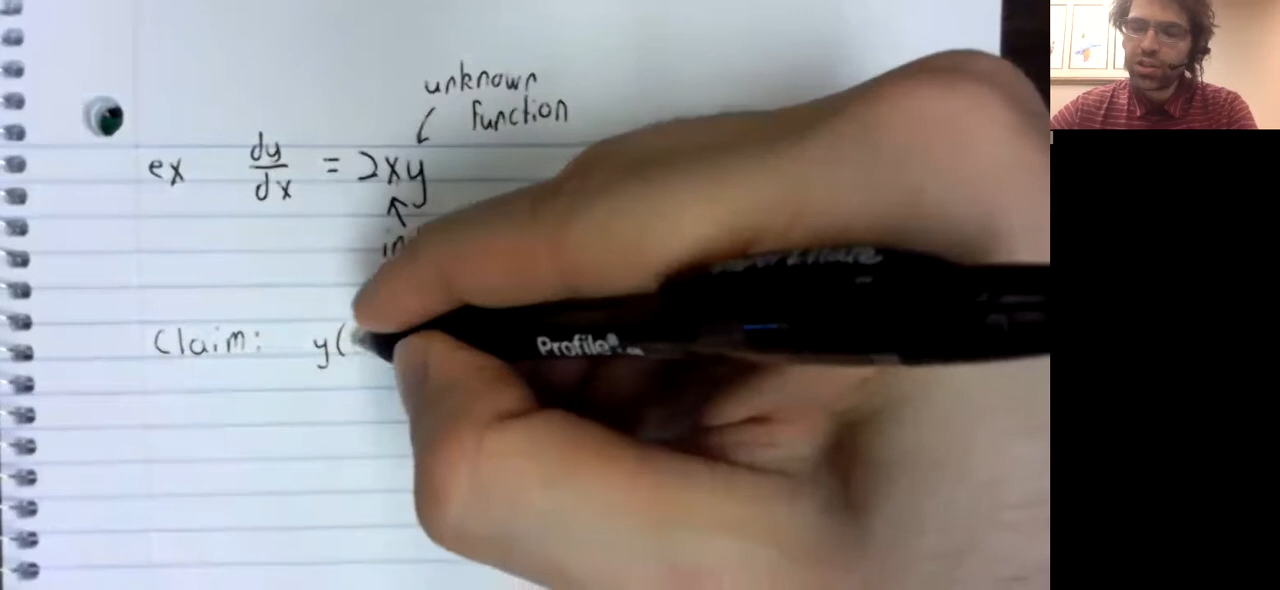 unknown
function
ex dy/dx = 2xy
Claim: y(
Profile®